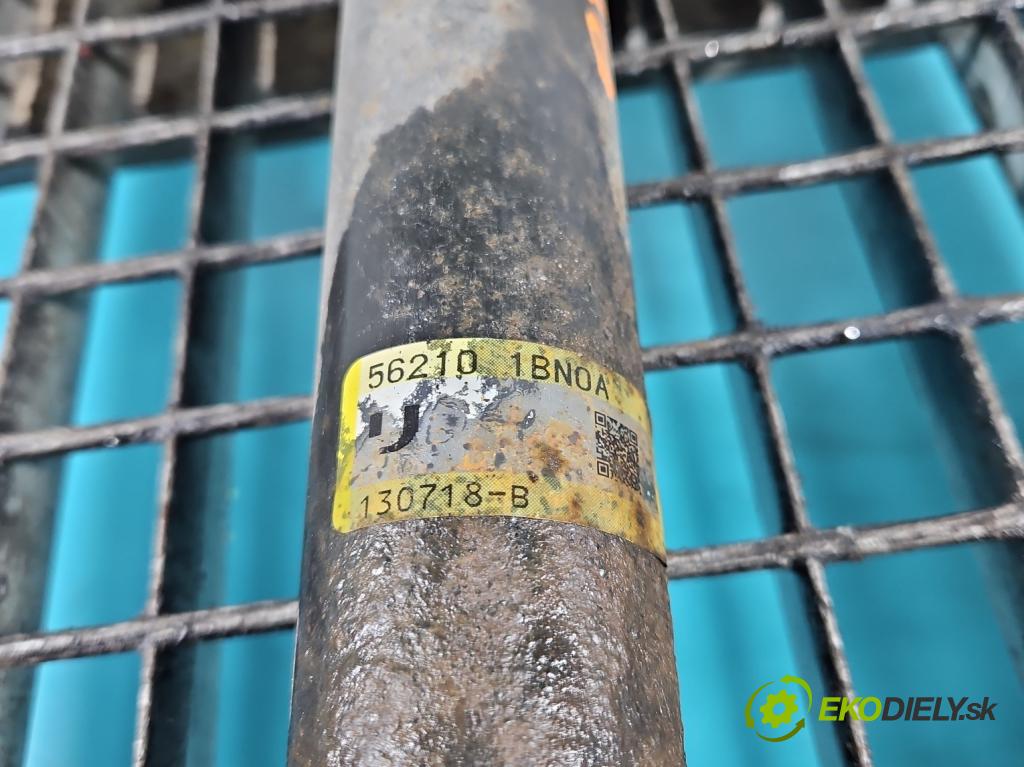 56210 1BN0A
130718-B
EKODIELY.sk